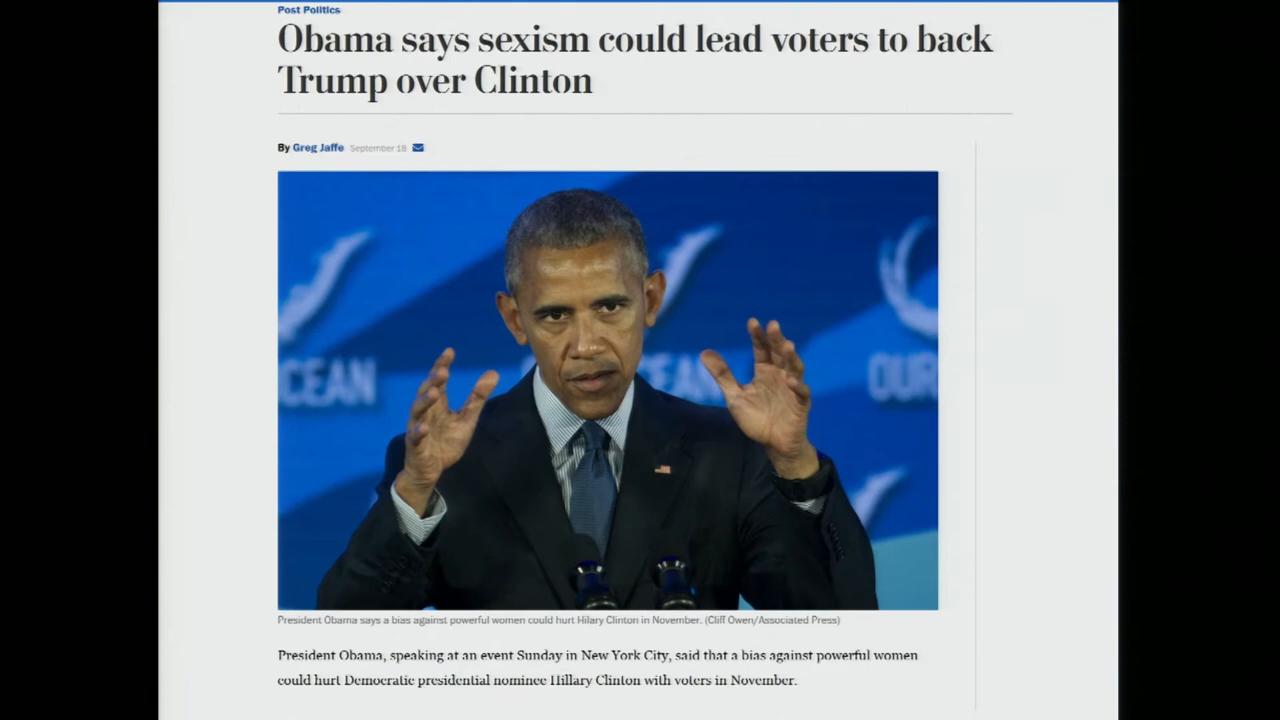 Post Politics
Obama says sexism could lead voters to back
Trump over Clinton
By Greg Jaffe September 18
CEAN
CEAN
OUR
President Obama says a bias against powerful women could hurt Hilary Clinton in November. (Cliff Owen/Associated Press)
President Obama, speaking at an event Sunday in New York City, said that a bias against powerful women
could hurt Democratic presidential nominee Hillary Clinton with voters in November.